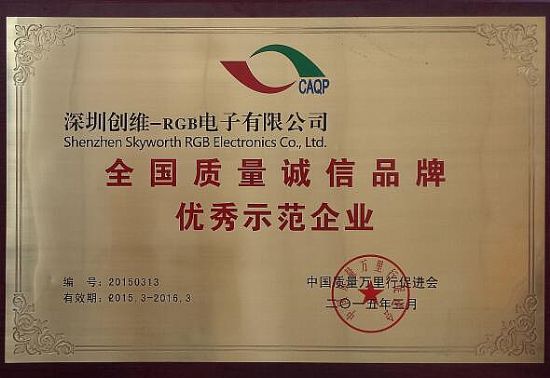 CAQP
深圳创维-RGB电子有限公司
Shenzhen Skyworth RGB Electronics Co., Ltd.
全国质量诚信品牌
优秀示范企业
编 号:20150313
有效期:2015.3-2016.3
中国质量万里行促进会
二〇一五年三月